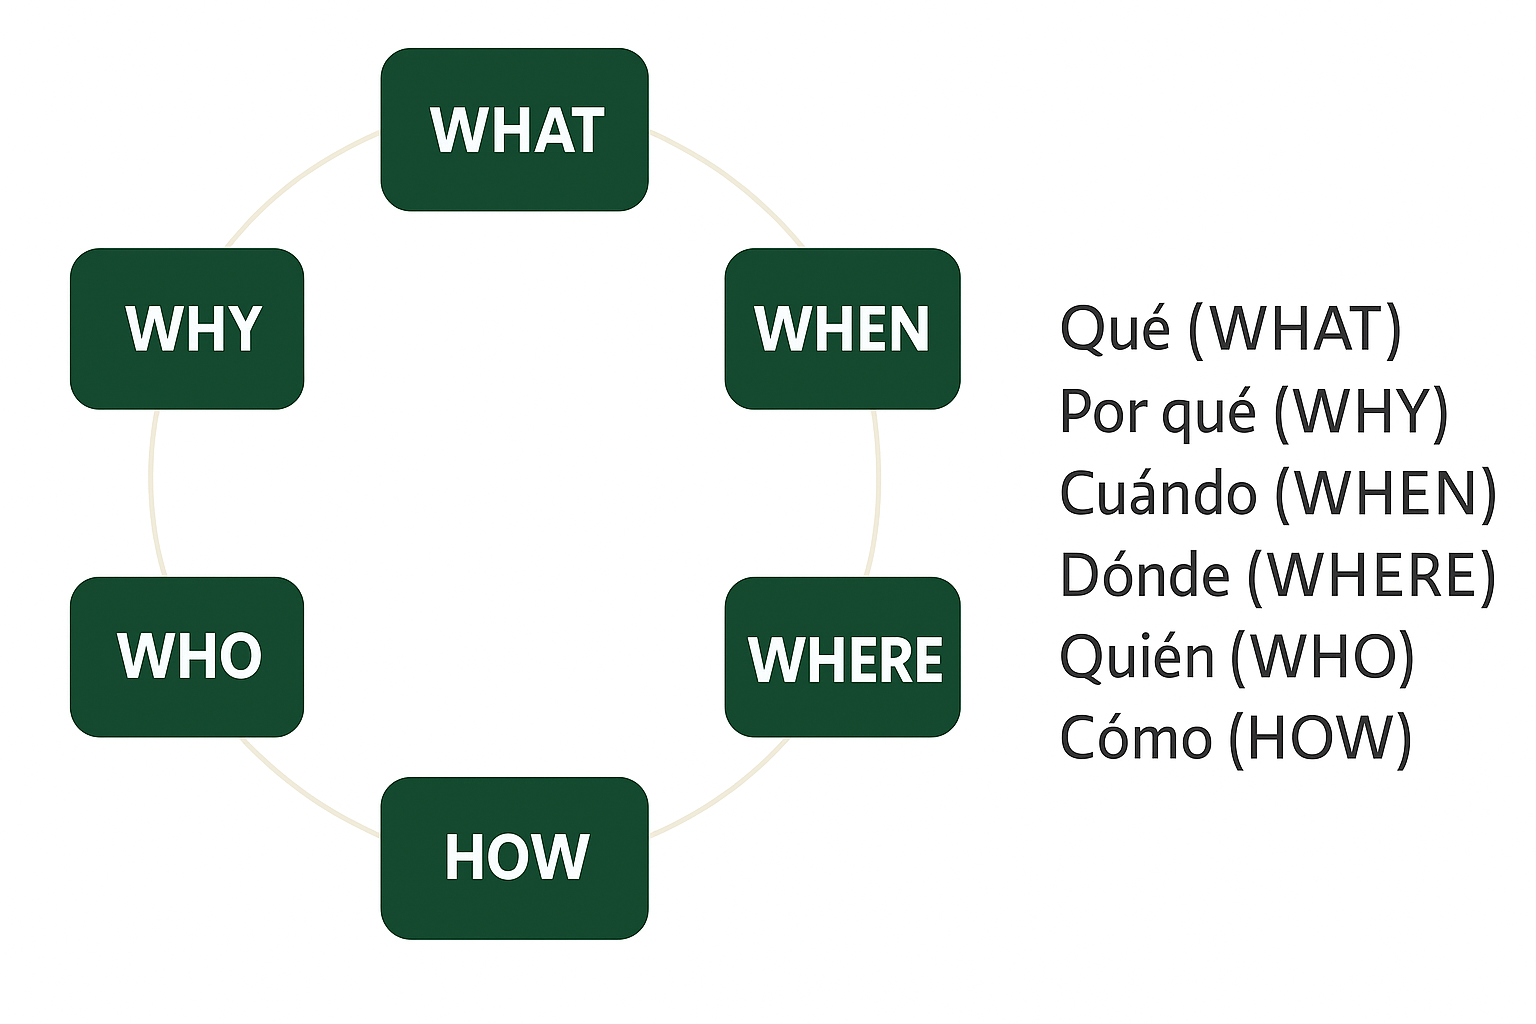 WHAT
WHY
WHEN
WHO
WHERE
HOW
Qué (WHAT)
Por qué (WHY)
Cuándo (WHEN)
Dónde (WHERE)
Quién (WHO)
Cómo (HOW)